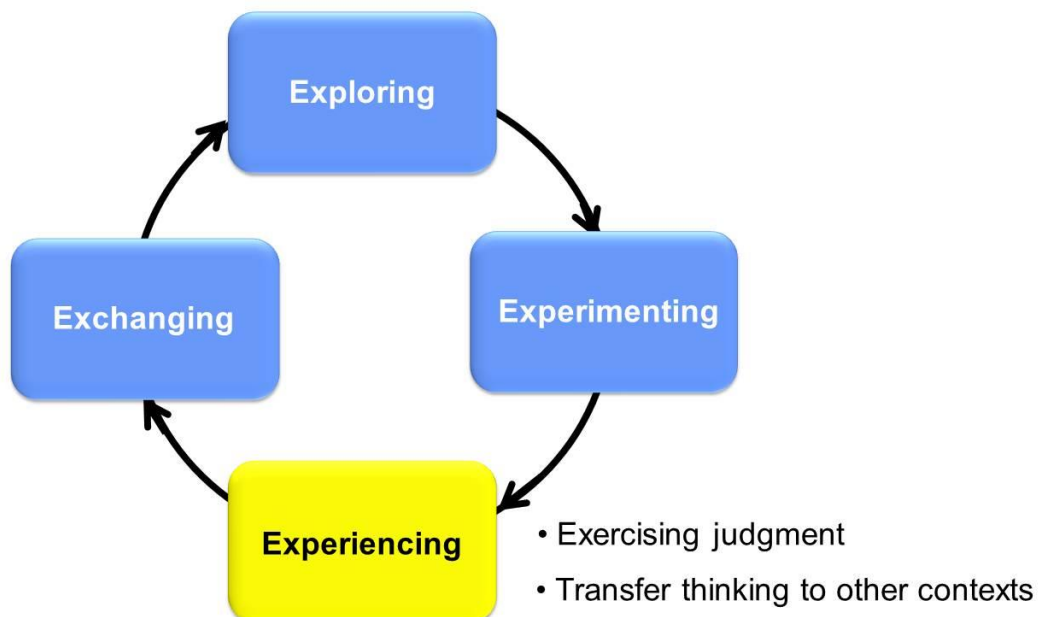 Exploring
Exchanging
Experimenting
Experiencing
• Exercising judgment
• Transfer thinking to other contexts